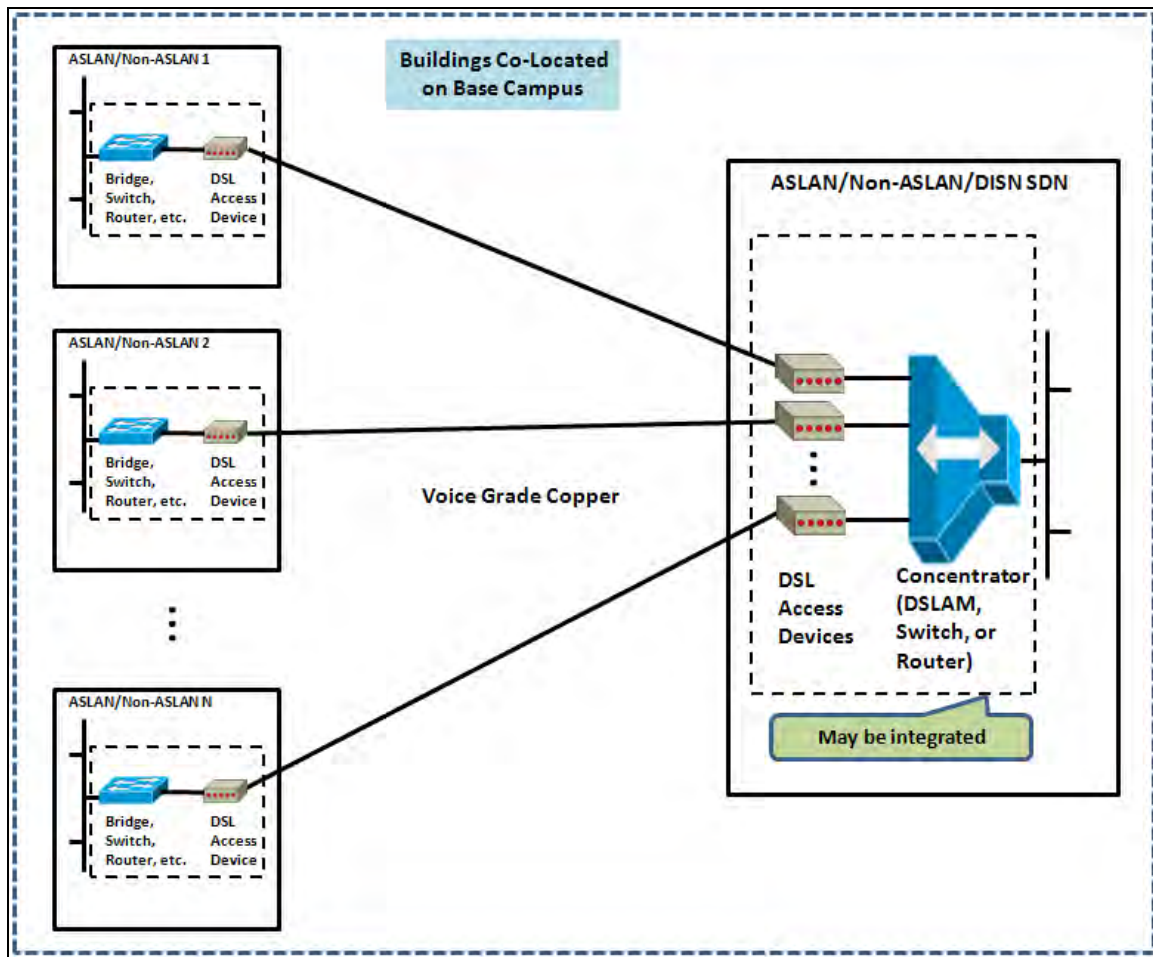 ASLAN/Non-ASLAN 1
Bridge,
Switch,
Router, etc.
DSL
Access
Device
Buildings Co-Located
on Base Campus
ASLAN/Non-ASLAN 2
Bridge,
Switch,
Router, etc.
DSL
Access
Device
Voice Grade Copper
ASLAN/Non-ASLAN N
Bridge,
Switch,
Router, etc.
DSL
Access
Device
ASLAN/Non-ASLAN/DISN SDN
DSL
Access
Devices
Concentrator
(DSLAM,
Switch, or
Router)
May be integrated